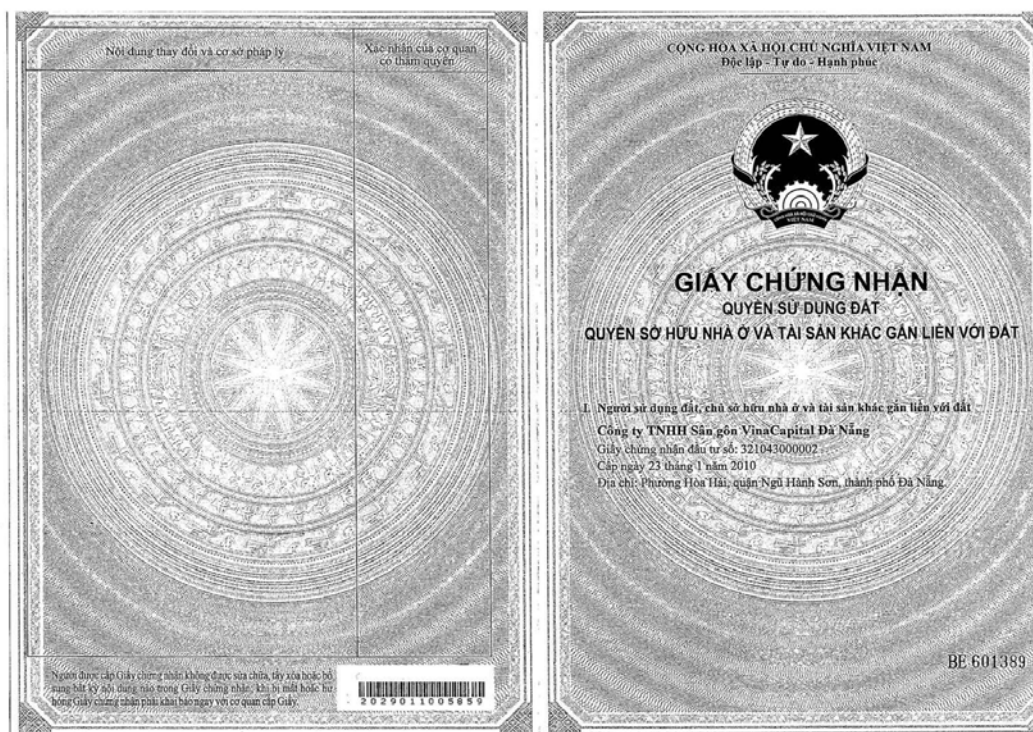 Nội dung thay đổi và cơ sở pháp lý
Xác nhận của cơ quan
có thẩm quyền
Người được cấp Giấy chứng nhận không được sửa chữa, tẩy xóa hoặc bổ
sung bất kỳ nội dung nào trong Giấy chứng nhận; khi bị mất hoặc hư
hỏng Giấy chứng nhận phải khai báo ngay với cơ quan cấp Giấy.
2029011005859
CỘNG HÒA XÃ HỘI CHỦ NGHĨA VIỆT NAM
Độc lập - Tự do - Hạnh phúc
VIỆT NAM
GIẤY CHỨNG NHẬN
QUYỀN SỬ DỤNG ĐẤT
QUYỀN SỞ HỮU NHÀ Ở VÀ TÀI SẢN KHÁC GẮN LIỀN VỚI ĐẤT
I. Người sử dụng đất, chủ sở hữu nhà ở và tài sản khác gắn liền với đất
Công ty TNHH Sân gôn VinaCapital Đà Nẵng
Giấy chứng nhận đầu tư số: 321043000002
Cấp ngày 23 tháng 1 năm 2010
Địa chỉ: Phường Hòa Hải, quận Ngũ Hành Sơn, thành phố Đà Nẵng.
BE 601389